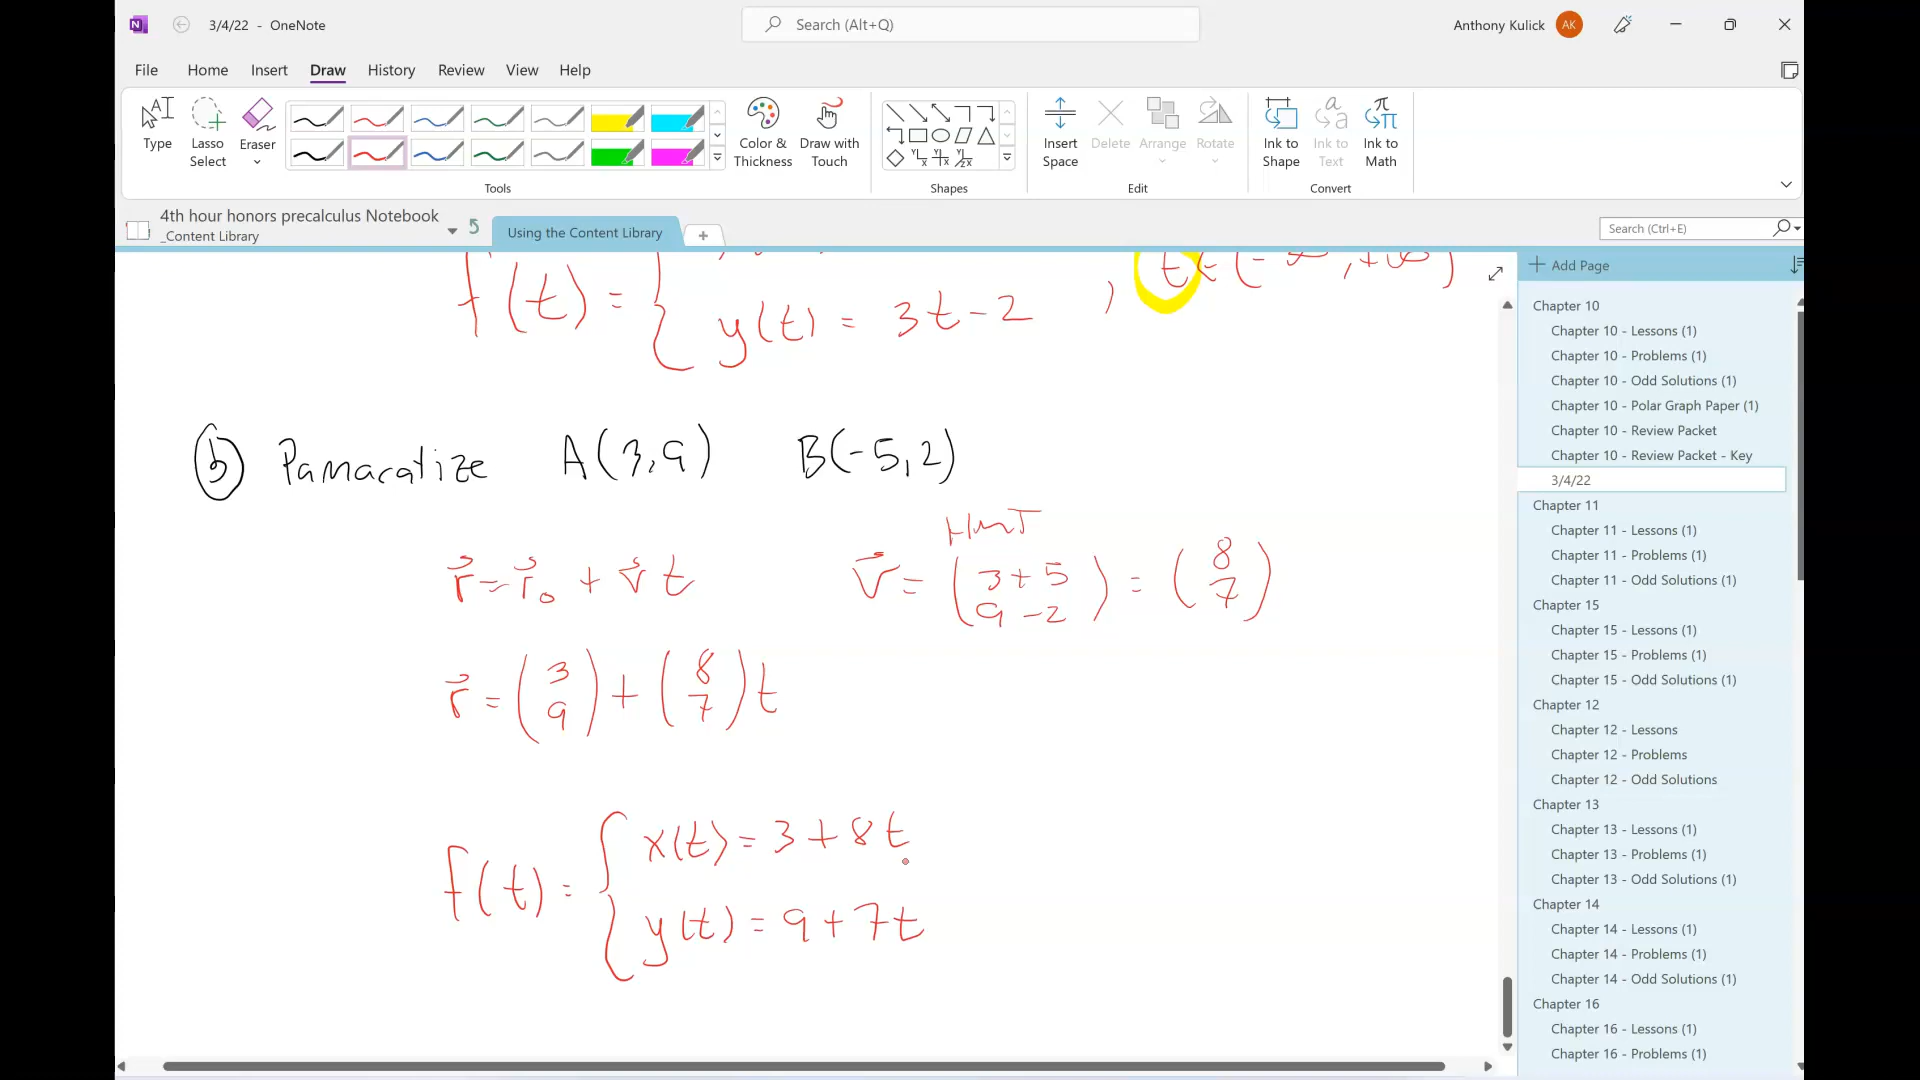 3/4/22 - OneNote
Search (Alt+Q)
Anthony Kulick AK
File Home Insert Draw History Review View Help
Type Lasso Select Eraser Color & Thickness Draw with Touch Insert Space Delete Arrange Rotate Ink to Shape Ink to Text Ink to Math
Tools Shapes Edit Convert
4th hour honors precalculus Notebook
_Content Library
Using the Content Library
Search (Ctrl+E)
f(t) = { y(t) = 3t-2 , t
(b) Pamacatize A(3,9) B(-5,2)
r⃗ = r⃗₀ + v⃗ t
v⃗ = (3+5 9-2) = (8 7)
r⃗ = (3 9) + (8 7) t
f(t) = { x(t) = 3 + 8t
y(t) = 9 + 7t
Add Page
Chapter 10
Chapter 10 - Lessons (1)
Chapter 10 - Problems (1)
Chapter 10 - Odd Solutions (1)
Chapter 10 - Polar Graph Paper (1)
Chapter 10 - Review Packet
Chapter 10 - Review Packet - Key
3/4/22
Chapter 11
Chapter 11 - Lessons (1)
Chapter 11 - Problems (1)
Chapter 11 - Odd Solutions (1)
Chapter 15
Chapter 15 - Lessons (1)
Chapter 15 - Problems (1)
Chapter 15 - Odd Solutions (1)
Chapter 12
Chapter 12 - Lessons
Chapter 12 - Problems
Chapter 12 - Odd Solutions
Chapter 13
Chapter 13 - Lessons (1)
Chapter 13 - Problems (1)
Chapter 13 - Odd Solutions (1)
Chapter 14
Chapter 14 - Lessons (1)
Chapter 14 - Problems (1)
Chapter 14 - Odd Solutions (1)
Chapter 16
Chapter 16 - Lessons (1)
Chapter 16 - Problems (1)